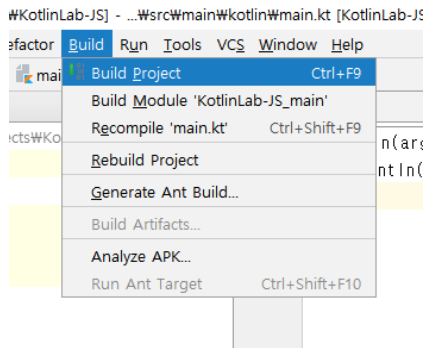 ₩KotlinLab-JS] - ...₩src₩main₩kotlin₩main.kt [KotlinLab-JS
efactor Build Run Tools VCS Window Help
mai
Build Project Ctrl+F9
Build Module 'KotlinLab-JS_main'
Recompile 'main.kt' Ctrl+Shift+F9
ects₩Ko
n(arg
Rebuild Project
ntln(
Generate Ant Build...
Build Artifacts...
Analyze APK...
Run Ant Target Ctrl+Shift+F10